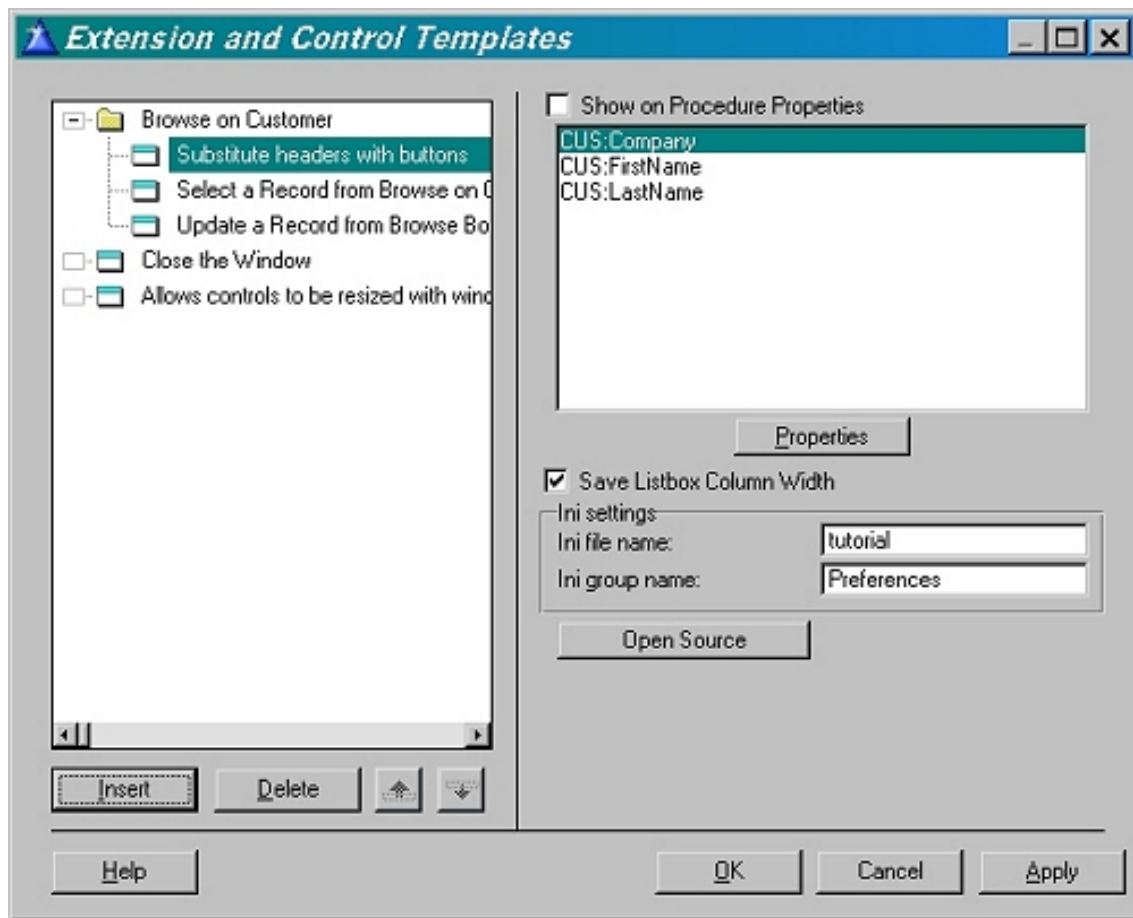 Extension and Control Templates
Browse on Customer
Substitute headers with buttons
Select a Record from Browse on
Update a Record from Browse Bo
Close the Window
Allows controls to be resized with wind
Insert
Delete
Show on Procedure Properties
CUS:Company
CUS:FirstName
CUS:LastName
Properties
Save Listbox Column Width
Ini settings
Ini file name:
tutorial
Ini group name:
Preferences
Open Source
Help
OK
Cancel
Apply